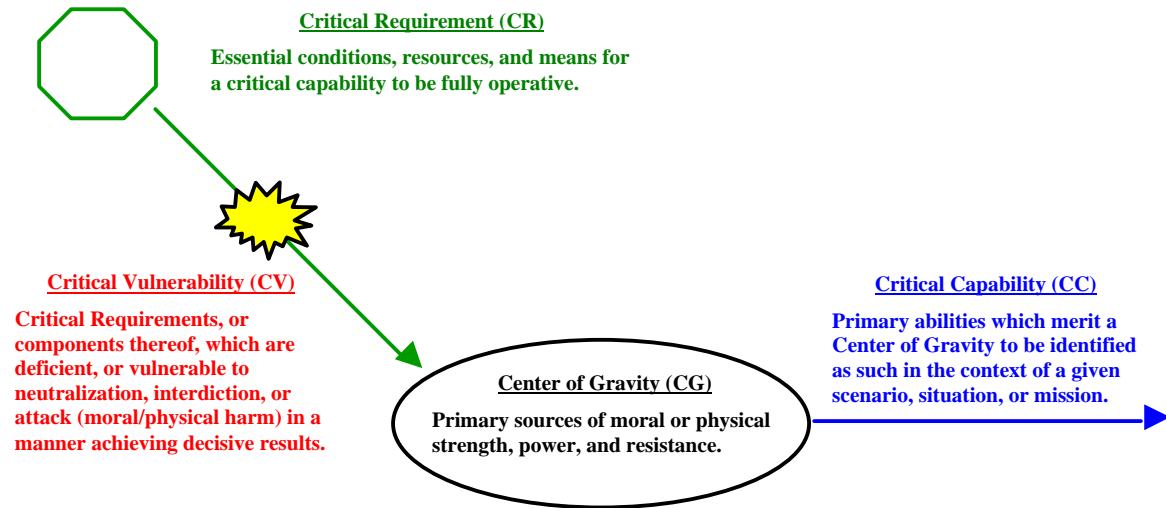 Critical Requirement (CR)
Essential conditions, resources, and means for
a critical capability to be fully operative.
Critical Vulnerability (CV)
Critical Requirements, or
components thereof, which are
deficient, or vulnerable to
neutralization, interdiction, or
attack (moral/physical harm) in a
manner achieving decisive results.
Center of Gravity (CG)
Primary sources of moral or physical
strength, power, and resistance.
Critical Capability (CC)
Primary abilities which merit a
Center of Gravity to be identified
as such in the context of a given
scenario, situation, or mission.